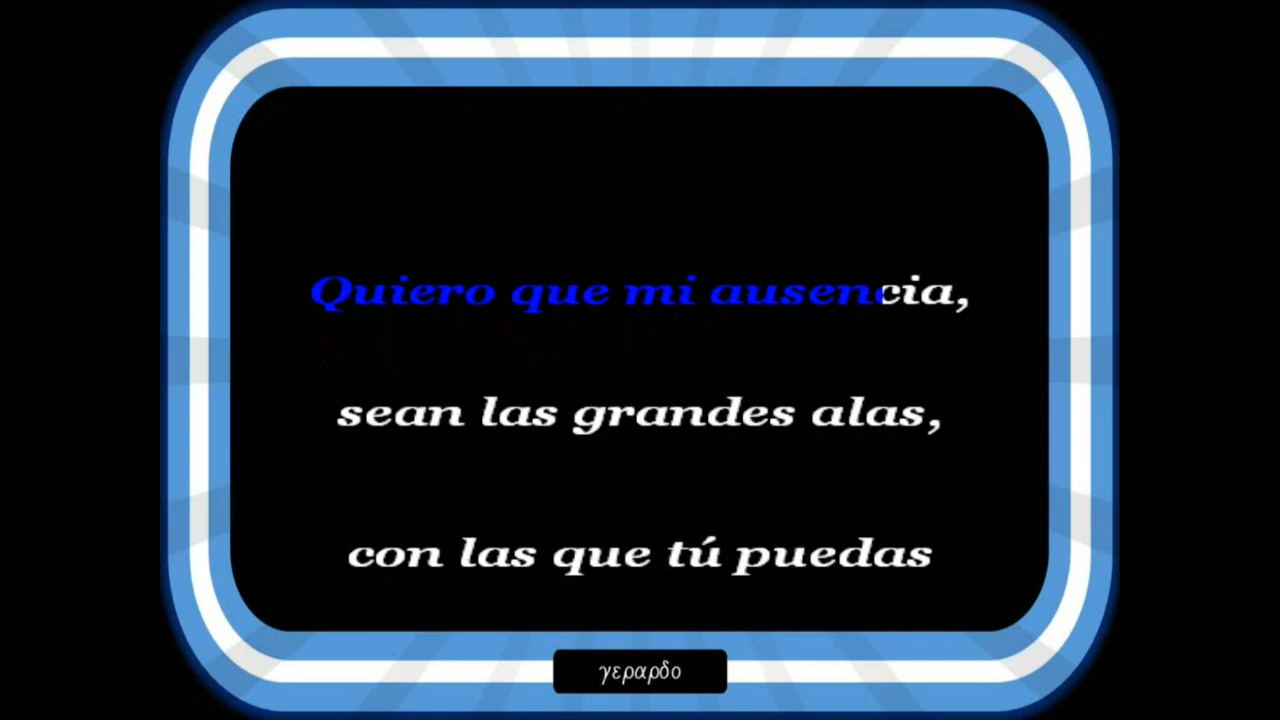 Quiero que mi ausencia,
sean las grandes alas,
con las que tú puedas
γεραρδο